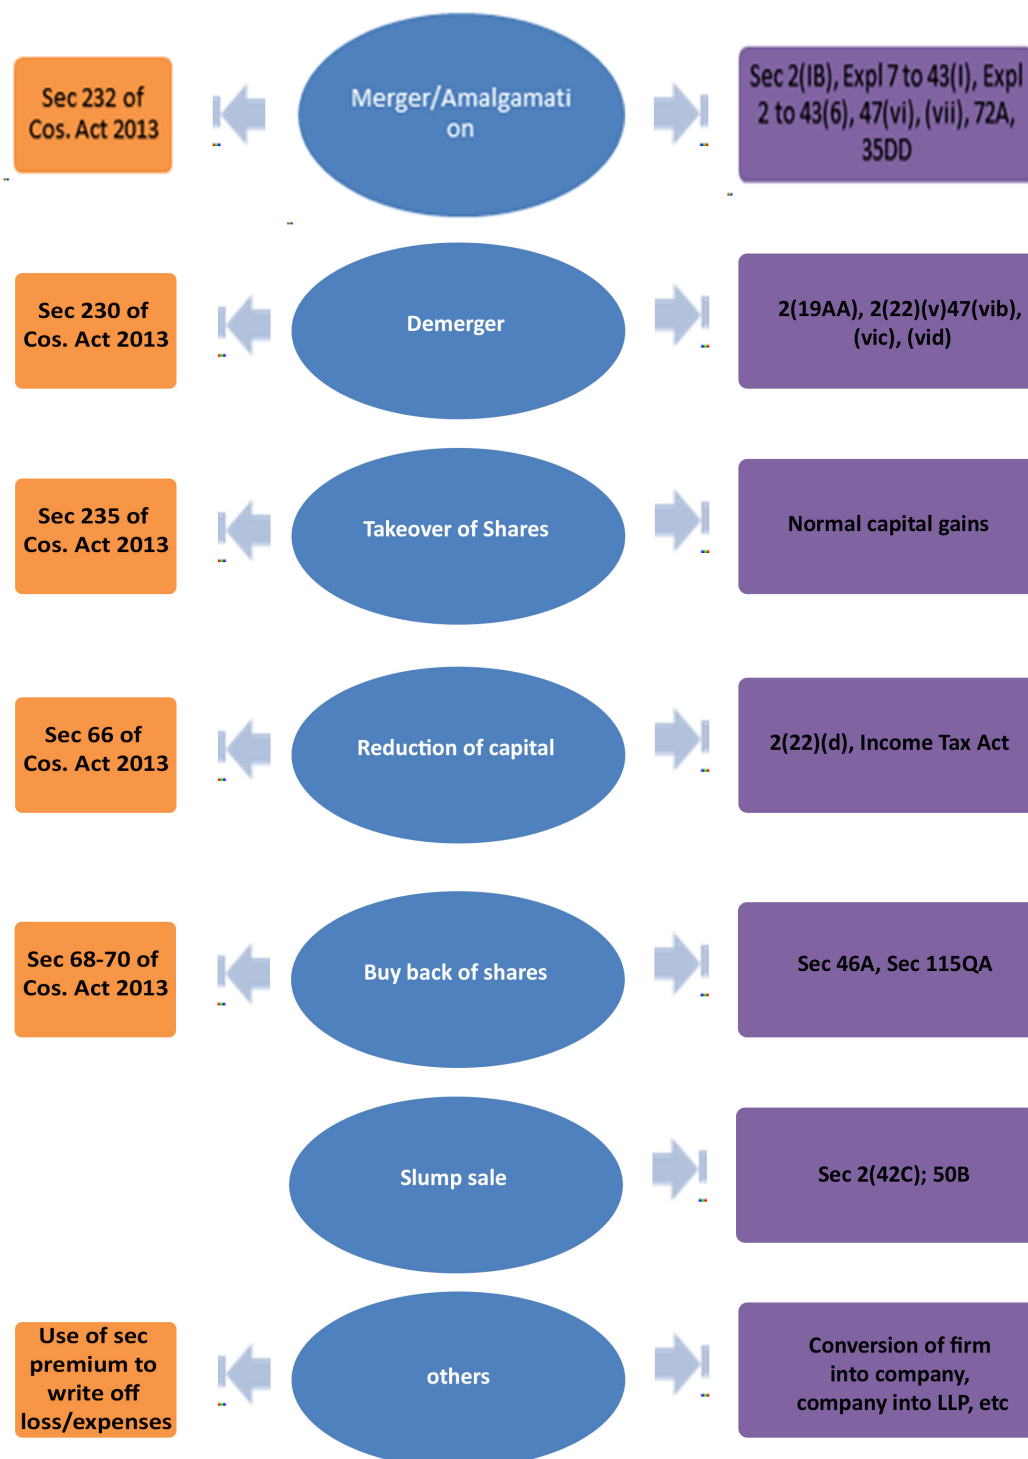 Sec 232 of
Cos. Act 2013
Merger/Amalgamati
on
Sec 2(IB), Expl 7 to 43(I), Expl
2 to 43(6), 47(vi), (vii), 72A,
35DD
Sec 230 of
Cos. Act 2013
Demerger
2(19AA), 2(22)(v)47(vib),
(vic), (vid)
Sec 235 of
Cos. Act 2013
Takeover of Shares
Normal capital gains
Sec 66 of
Cos. Act 2013
Reduction of capital
2(22)(d), Income Tax Act
Sec 68-70 of
Cos. Act 2013
Buy back of shares
Sec 46A, Sec 115QA
Slump sale
Sec 2(42C); 50B
Use of sec
premium to
write off
loss/expenses
others
Conversion of firm
into company,
company into LLP, etc